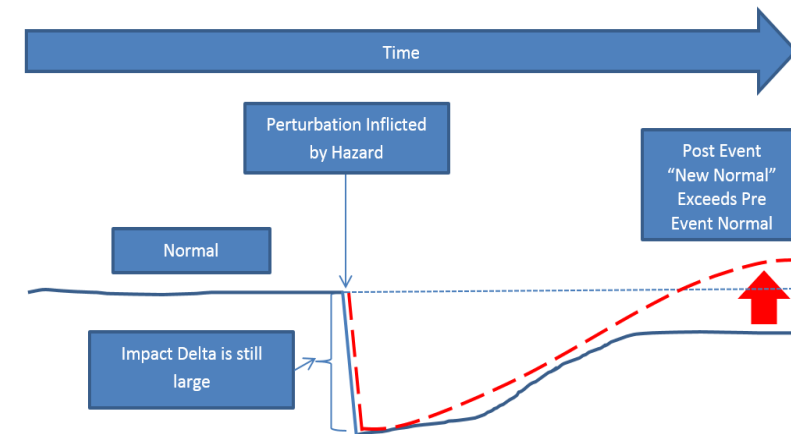 Time
Perturbation Inflicted
by Hazard
Post Event
“New Normal”
Exceeds Pre
Event Normal
Normal
Impact Delta is still
large